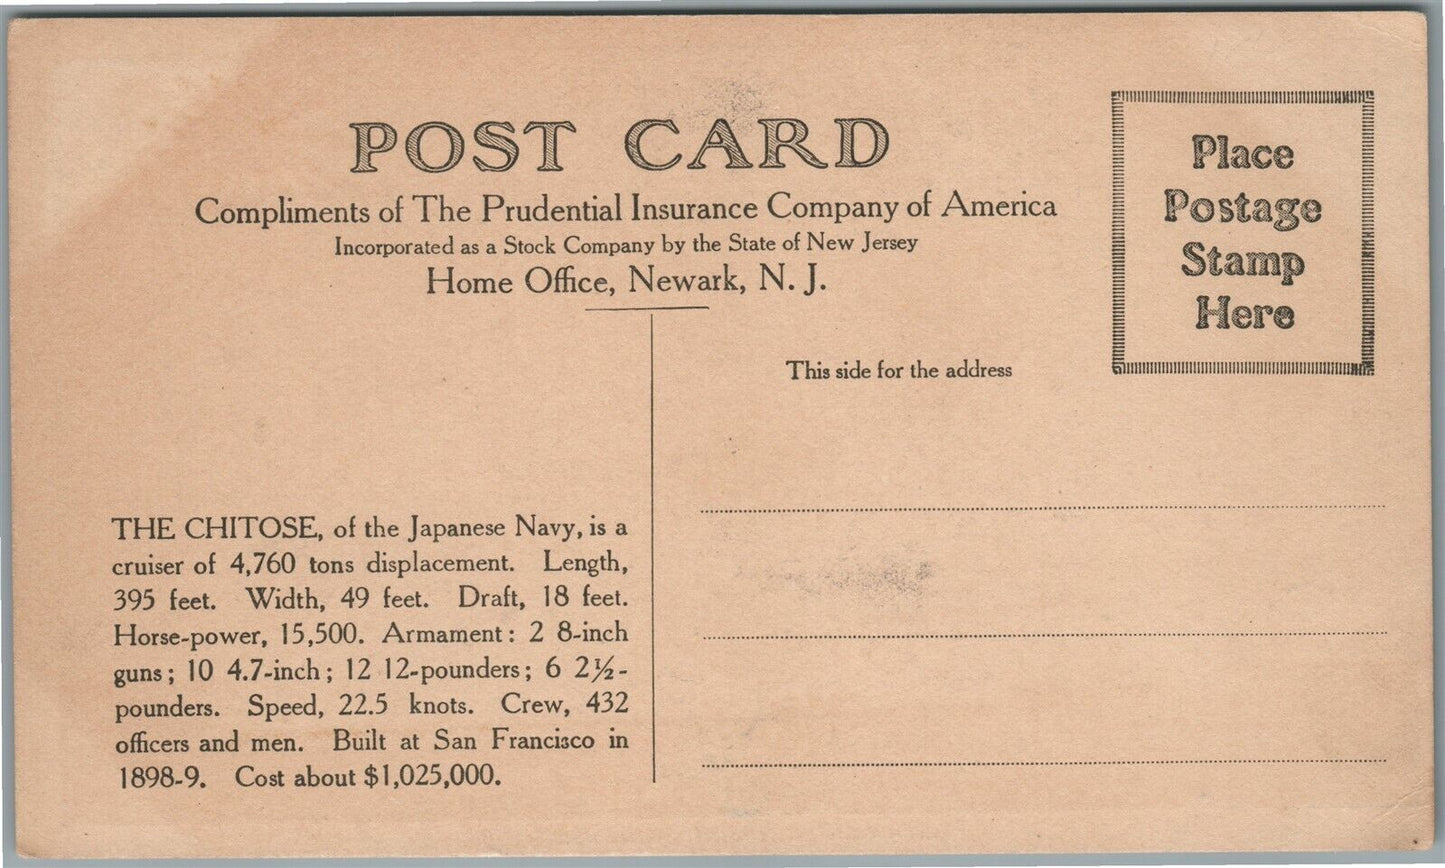 POST CARD
Compliments of The Prudential Insurance Company of America
Incorporated as a Stock Company by the State of New Jersey
Home Office, Newark, N. J.
Place
Postage
Stamp
Here
This side for the address
THE CHITOSE, of the Japanese Navy, is a
cruiser of 4,760 tons displacement. Length,
395 feet. Width, 49 feet. Draft, 18 feet.
Horse-power, 15,500. Armament: 2 8-inch
guns; 10 4.7-inch; 12 12-pounders; 6 2½-
pounders. Speed, 22.5 knots. Crew, 432
officers and men. Built at San Francisco in
1898-9. Cost about $1,025,000.